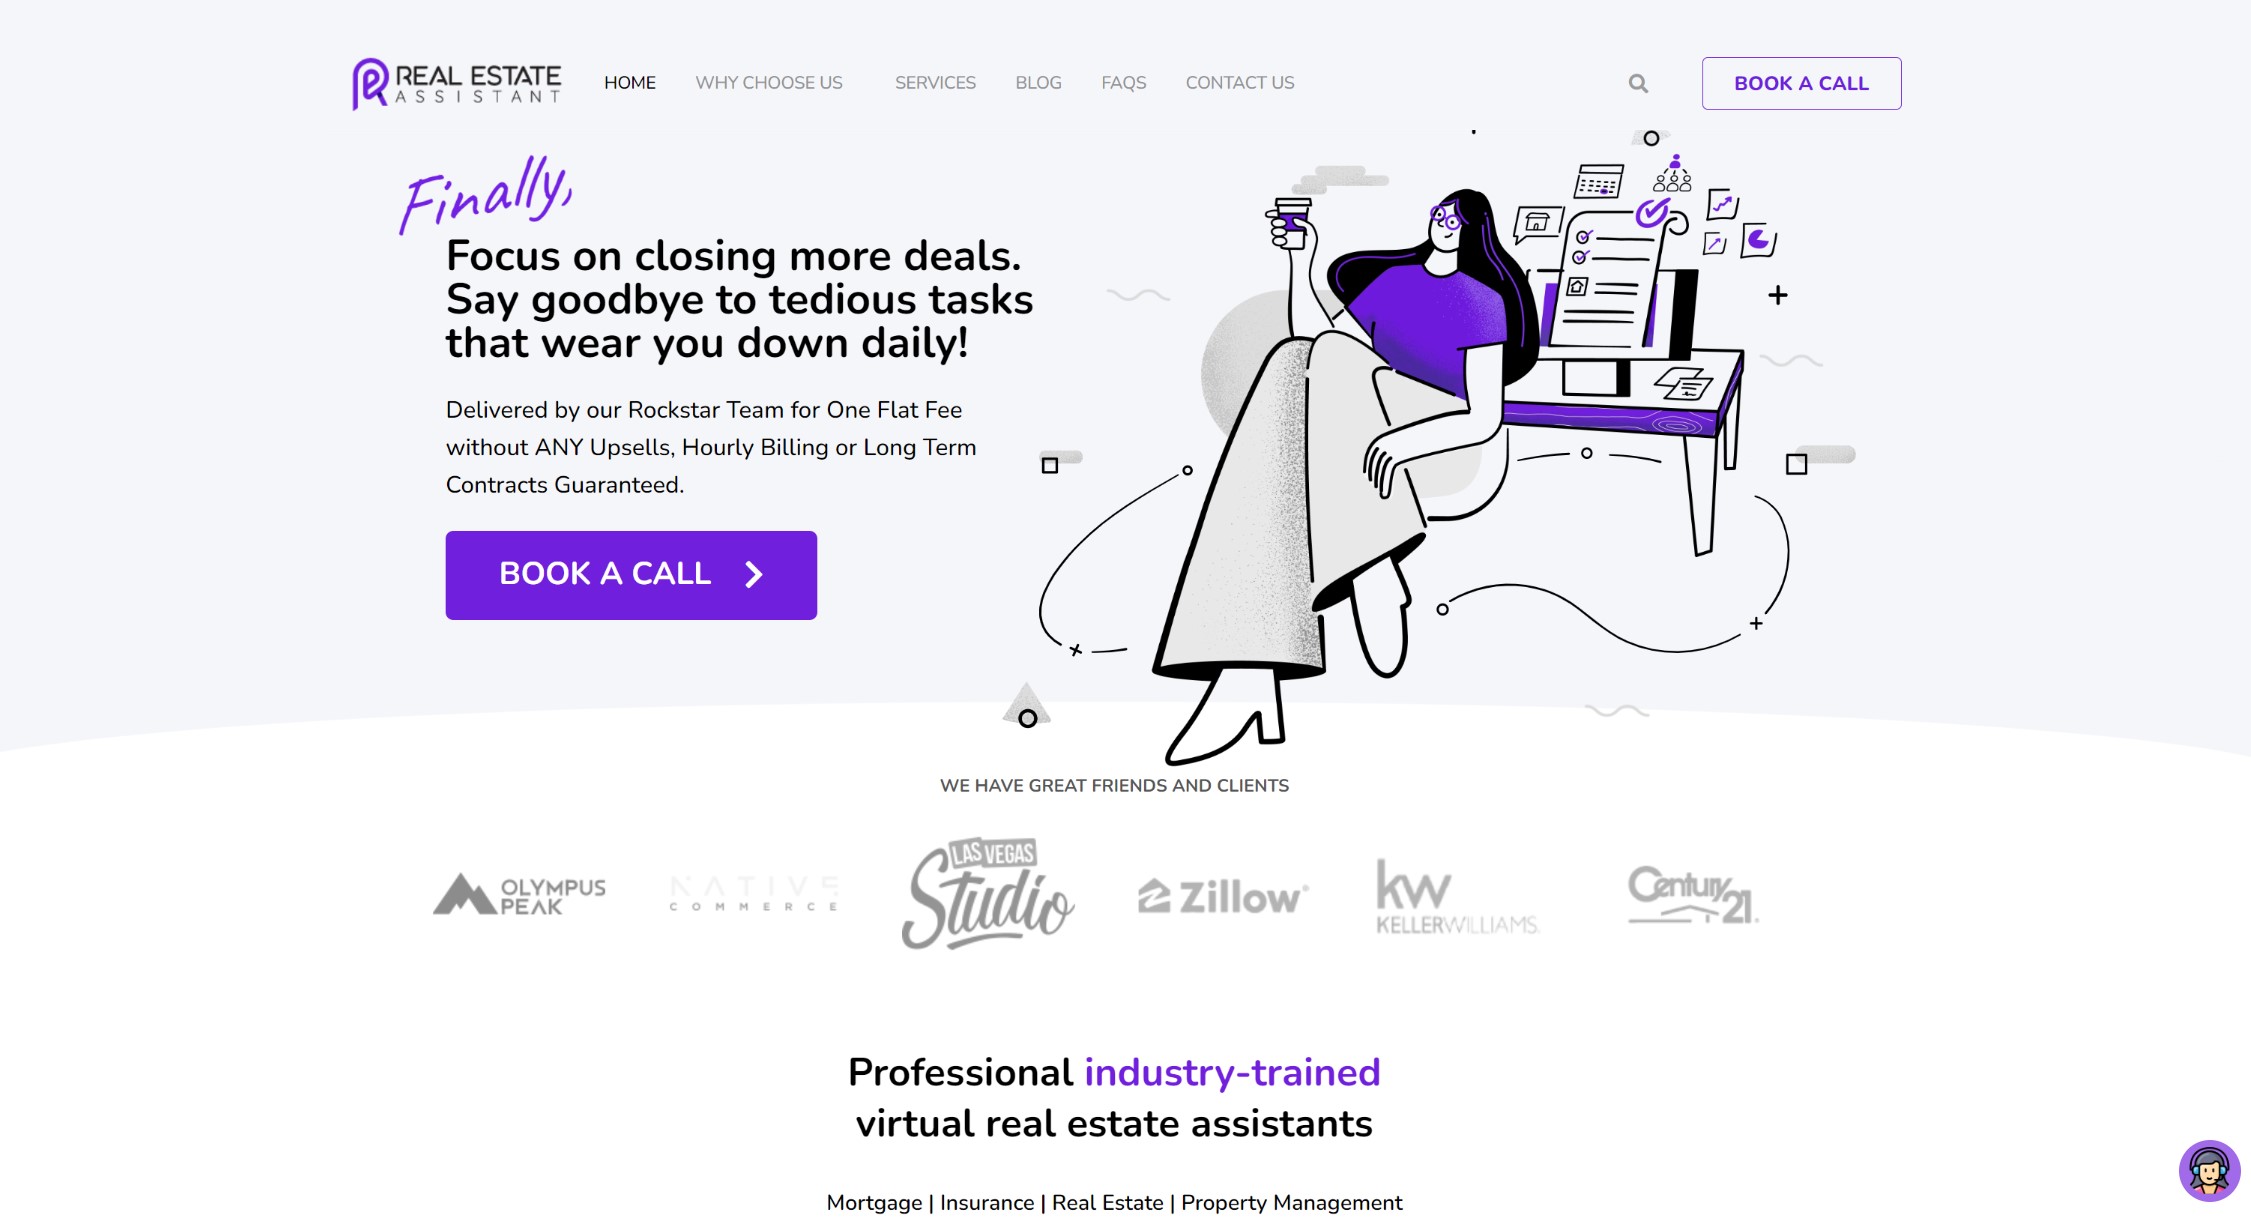 REAL ESTATE
ASSISTANT
HOME
WHY CHOOSE US
SERVICES
BLOG
FAQS
CONTACT US
BOOK A CALL
Finally,
Focus on closing more deals.
Say goodbye to tedious tasks
that wear you down daily!
Delivered by our Rockstar Team for One Flat Fee
without ANY Upsells, Hourly Billing or Long Term
Contracts Guaranteed.
BOOK A CALL
WE HAVE GREAT FRIENDS AND CLIENTS
OLYMPUS
PEAK
NATIVE
COMMERCE
LAS VEGAS
Studio
Zillow®
kw
KELLERWILLIAMS.
Century
21.
Professional industry-trained
virtual real estate assistants
Mortgage | Insurance | Real Estate | Property Management